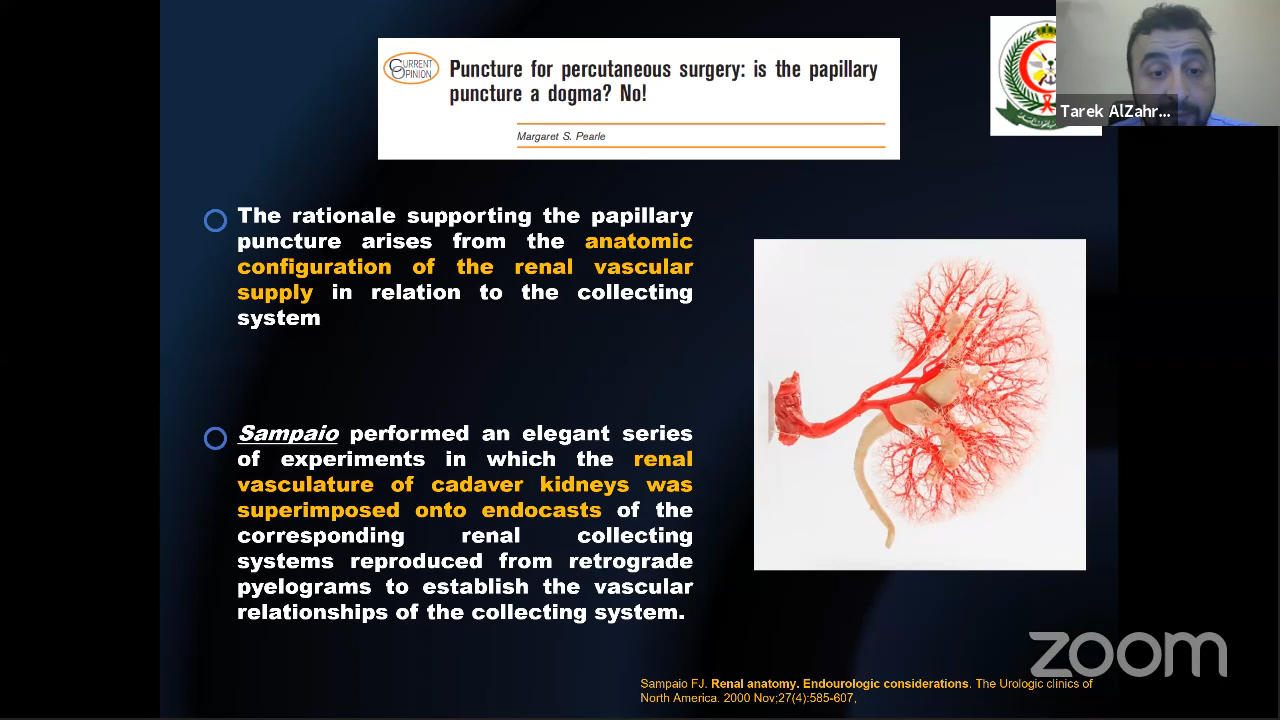 CURRENT
OPINION
Puncture for percutaneous surgery: is the papillary
puncture a dogma? No!
Margaret S. Pearle
Tarek AlZahr...
The rationale supporting the papillary
puncture arises from the anatomic
configuration of the renal vascular
supply in relation to the collecting
system
Sampaio performed an elegant series
of experiments in which the renal
vasculature of cadaver kidneys was
superimposed onto endocasts of the
corresponding renal collecting
systems reproduced from retrograde
pyelograms to establish the vascular
relationships of the collecting system.
zoom
Sampaio FJ. Renal anatomy. Endourologic considerations. The Urologic clinics of
North America. 2000 Nov;27(4):585-607,